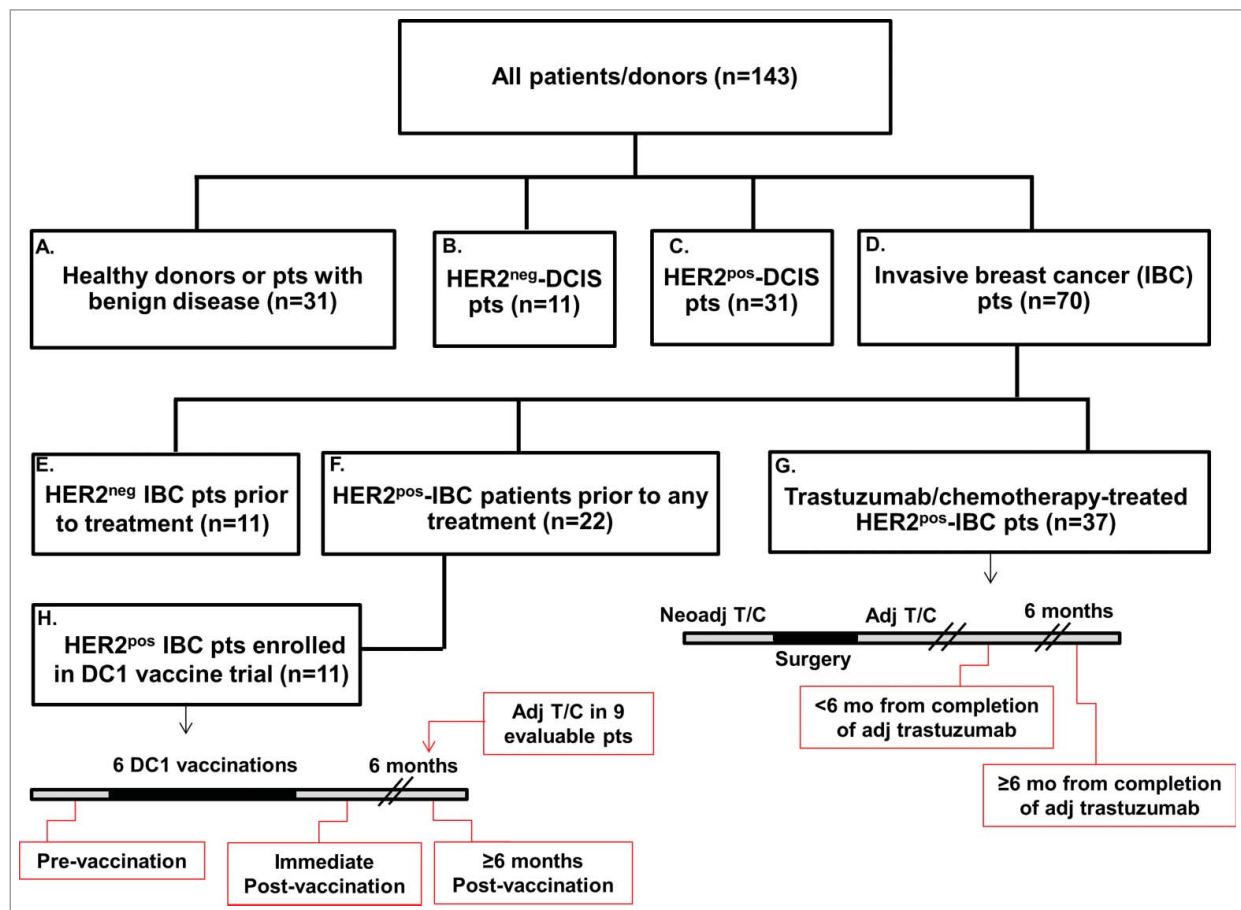 All patients/donors (n=143)
A.
Healthy donors or pts with
benign disease (n=31)
B.
HER2neg-DCIS
pts (n=11)
C.
HER2pos-DCIS
pts (n=31)
D.
Invasive breast cancer (IBC)
pts (n=70)
E.
HER2neg IBC pts prior
to treatment (n=11)
F.
HER2pos-IBC patients prior to any
treatment (n=22)
G.
Trastuzumab/chemotherapy-treated
HER2pos-IBC pts (n=37)
H.
HER2pos IBC pts enrolled
in DC1 vaccine trial (n=11)
Neoadj T/C
Surgery
Adj T/C
6 months
<6 mo from completion
of adj trastuzumab
≥6 mo from completion
of adj trastuzumab
Adj T/C in 9
evaluable pts
6 DC1 vaccinations
6 months
Pre-vaccination
Immediate
Post-vaccination
≥6 months
Post-vaccination